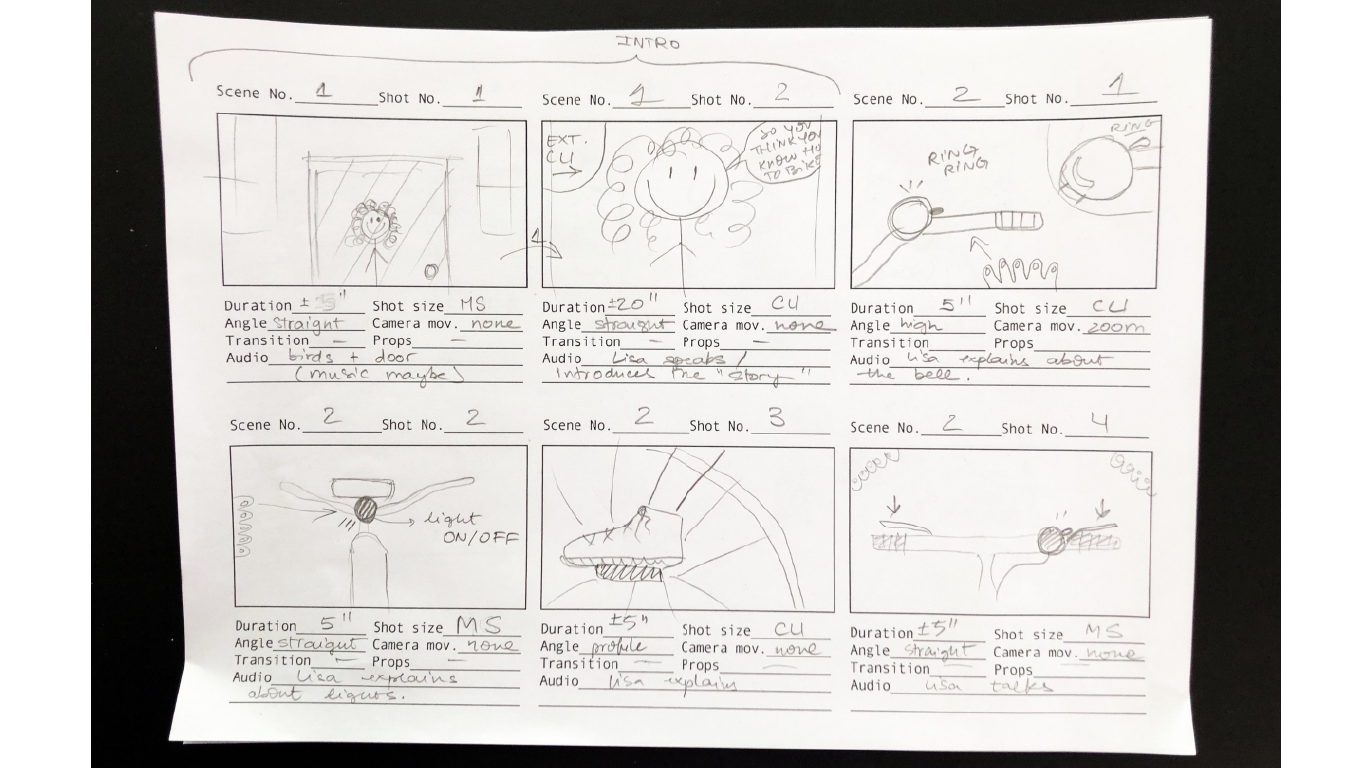 INTRO
Scene No. 1 Shot No. 1
Scene No. 1 Shot No. 2
Scene No. 2 Shot No. 1
EXT.
CU
SO YOU
THINK YOU
KNOW
TO BIKE
1
RING
RING
RING
Duration ± " Shot size MS
Angle straight Camera mov. none
Transition — Props —
Audio birds + door
(music maybe)
Duration ±20" Shot size CU
Angle straight Camera mov. none
Transition — Props —
Audio Lisa speaks /
introduces the "story"
Duration 5" Shot size CU
Angle high Camera mov. zoom
Transition Props
Audio Lisa explains about
the bell.
Scene No. 2 Shot No. 2
Scene No. 2 Shot No. 3
Scene No. 2 Shot No. 4
light
ON/OFF
Duration 5" Shot size MS
Angle straight Camera mov. none
Transition — Props —
Audio Lisa explains
about lights.
Duration ±5" Shot size CU
Angle profile Camera mov. none
Transition — Props —
Audio Lisa explains
Duration ±5" Shot size MS
Angle straight Camera mov. none
Transition — Props —
Audio Lisa talks